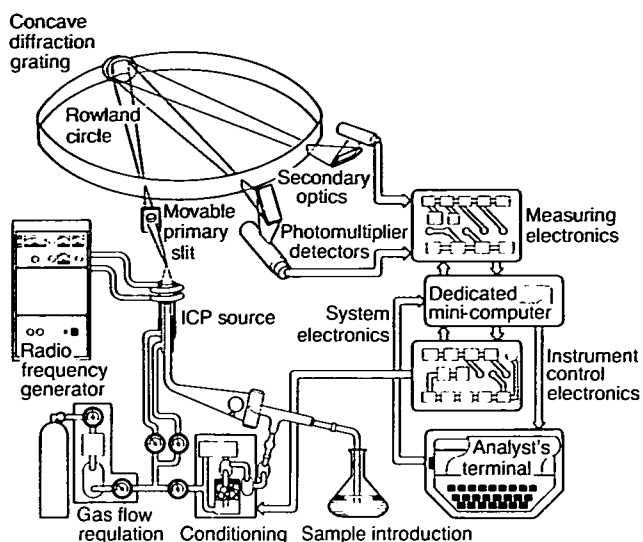 Concave
diffraction
grating
Rowland
circle
Secondary
optics
Movable
primary
slit
Photomultiplier
detectors
Measuring
electronics
ICP source
System
electronics
Dedicated
mini-computer
Radio
frequency
generator
Instrument
control
electronics
Analyst's
terminal
Gas flow
regulation
Conditioning
Sample introduction